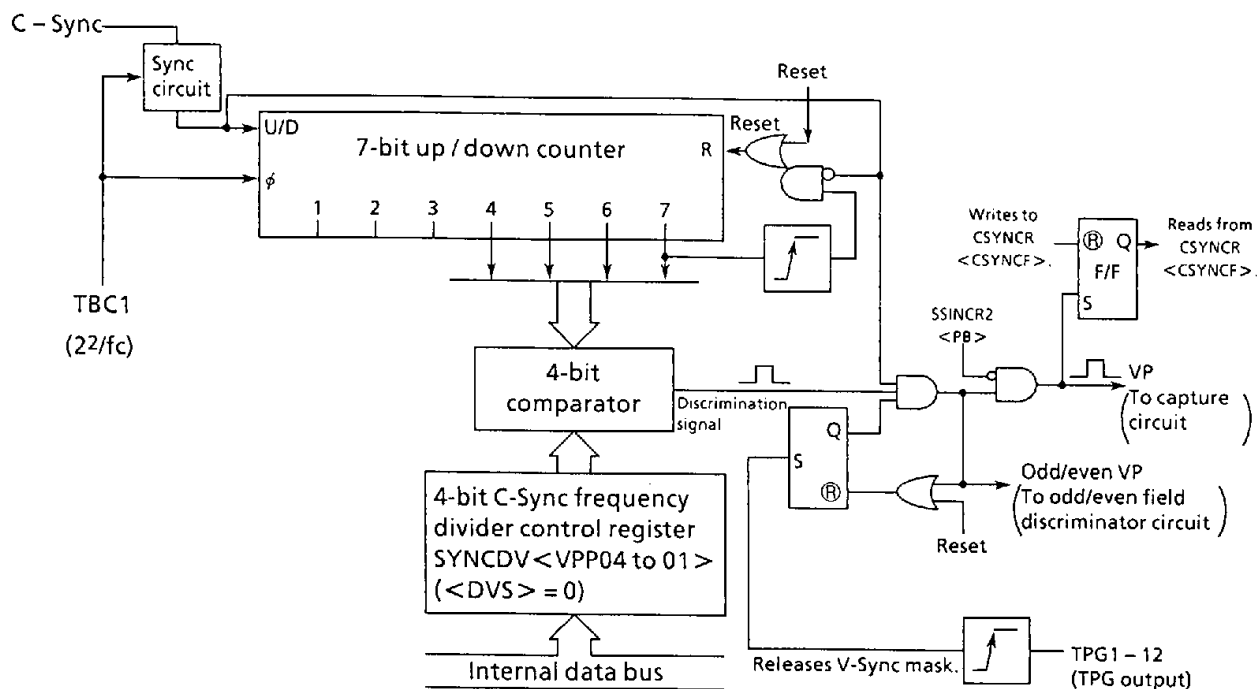 C – Sync
Sync
circuit
Reset
Reset
U/D
7-bit up / down counter
R
ϕ
1 2 3 4 5 6 7
TBC1
(2²/fc)
Writes to
CSYNCR
<CSYNCF>.
Ⓡ Q
F/F
S
Reads from
CSYNCR
<CSYNCF>.
SSINCR2
<PB>
4-bit
comparator
Discrimination
signal
VP
(To capture
circuit)
Q
S
Ⓡ
4-bit C-Sync frequency
divider control register
SYNCDV<VPP04 to 01>
(<DVS> = 0)
Odd/even VP
(To odd/even field
discriminator circuit)
Reset
Internal data bus
Releases V-Sync mask.
TPG1 – 12
(TPG output)